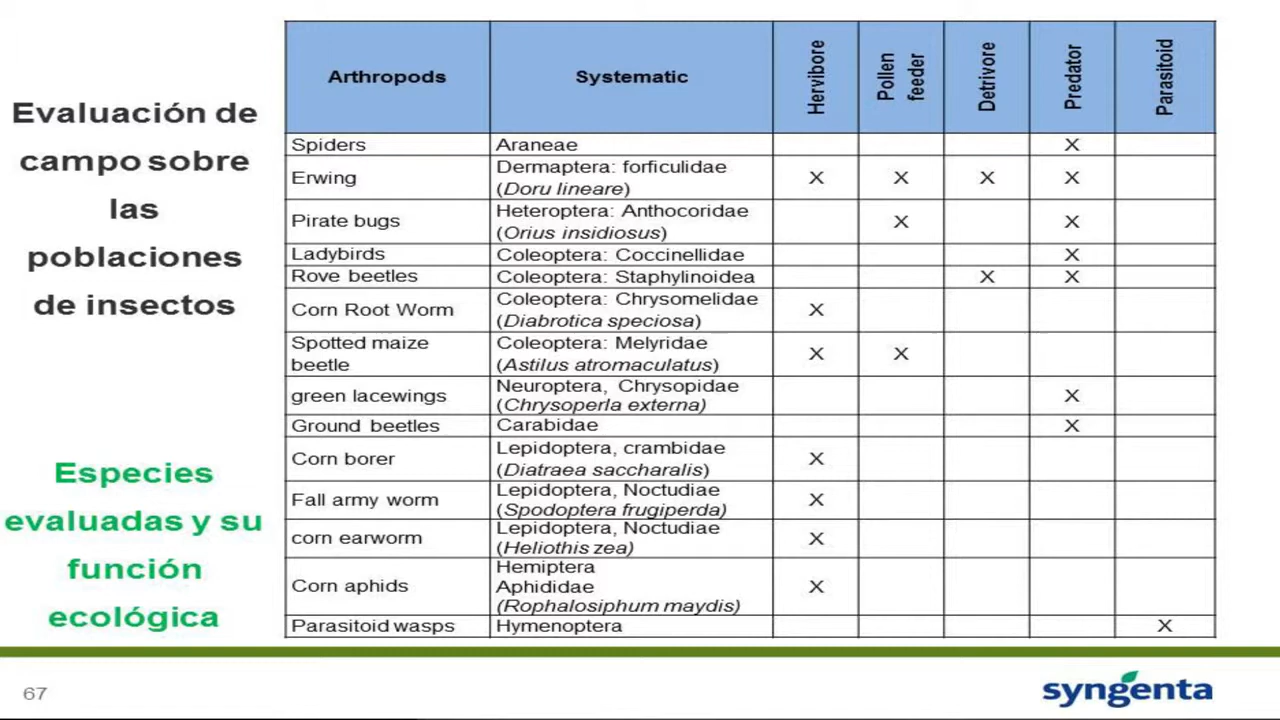 Evaluación de
campo sobre
las
poblaciones
de insectos
Especies
evaluadas y su
función
ecológica
Arthropods Systematic Hervibore Pollen feeder Detrivore Predator Parasitoid
Spiders Araneae X
Erwing Dermaptera: forficulidae
(Doru lineare) X X X X
Pirate bugs Heteroptera: Anthocoridae
(Orius insidiosus) X X
Ladybirds Coleoptera: Coccinellidae X
Rove beetles Coleoptera: Staphylinoidea X X
Corn Root Worm Coleoptera: Chrysomelidae
(Diabrotica speciosa) X
Spotted maize beetle Coleoptera: Melyridae
(Astilus atromaculatus) X X
green lacewings Neuroptera, Chrysopidae
(Chrysoperla externa) X
Ground beetles Carabidae X
Corn borer Lepidoptera, crambidae
(Diatraea saccharalis) X
Fall army worm Lepidoptera, Noctudiae
(Spodoptera frugiperda) X
corn earworm Lepidoptera, Noctudiae
(Heliothis zea) X
Corn aphids Hemiptera
Aphididae
(Rophalosiphum maydis) X
Parasitoid wasps Hymenoptera X
67
syngenta